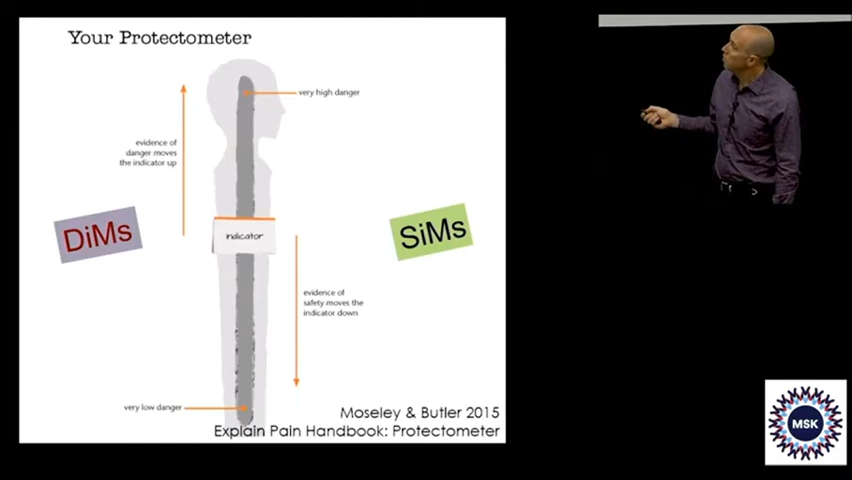 Your Protectometer
very high danger
evidence of
danger moves
the indicator up
DiMs
SiMs
indicator
evidence of
safety moves the
indicator down
very low danger
Moseley & Butler 2015
Explain Pain Handbook: Protectometer
MSK